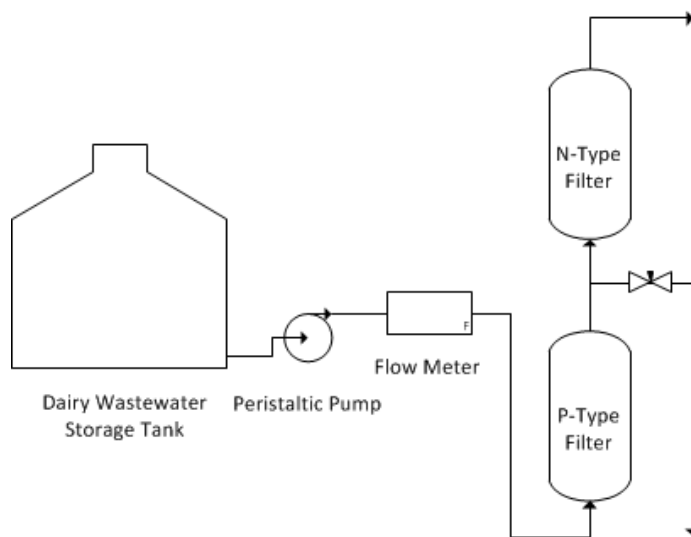 N-Type
Filter
F
Flow Meter
Dairy Wastewater
Storage Tank
Peristaltic Pump
P-Type
Filter